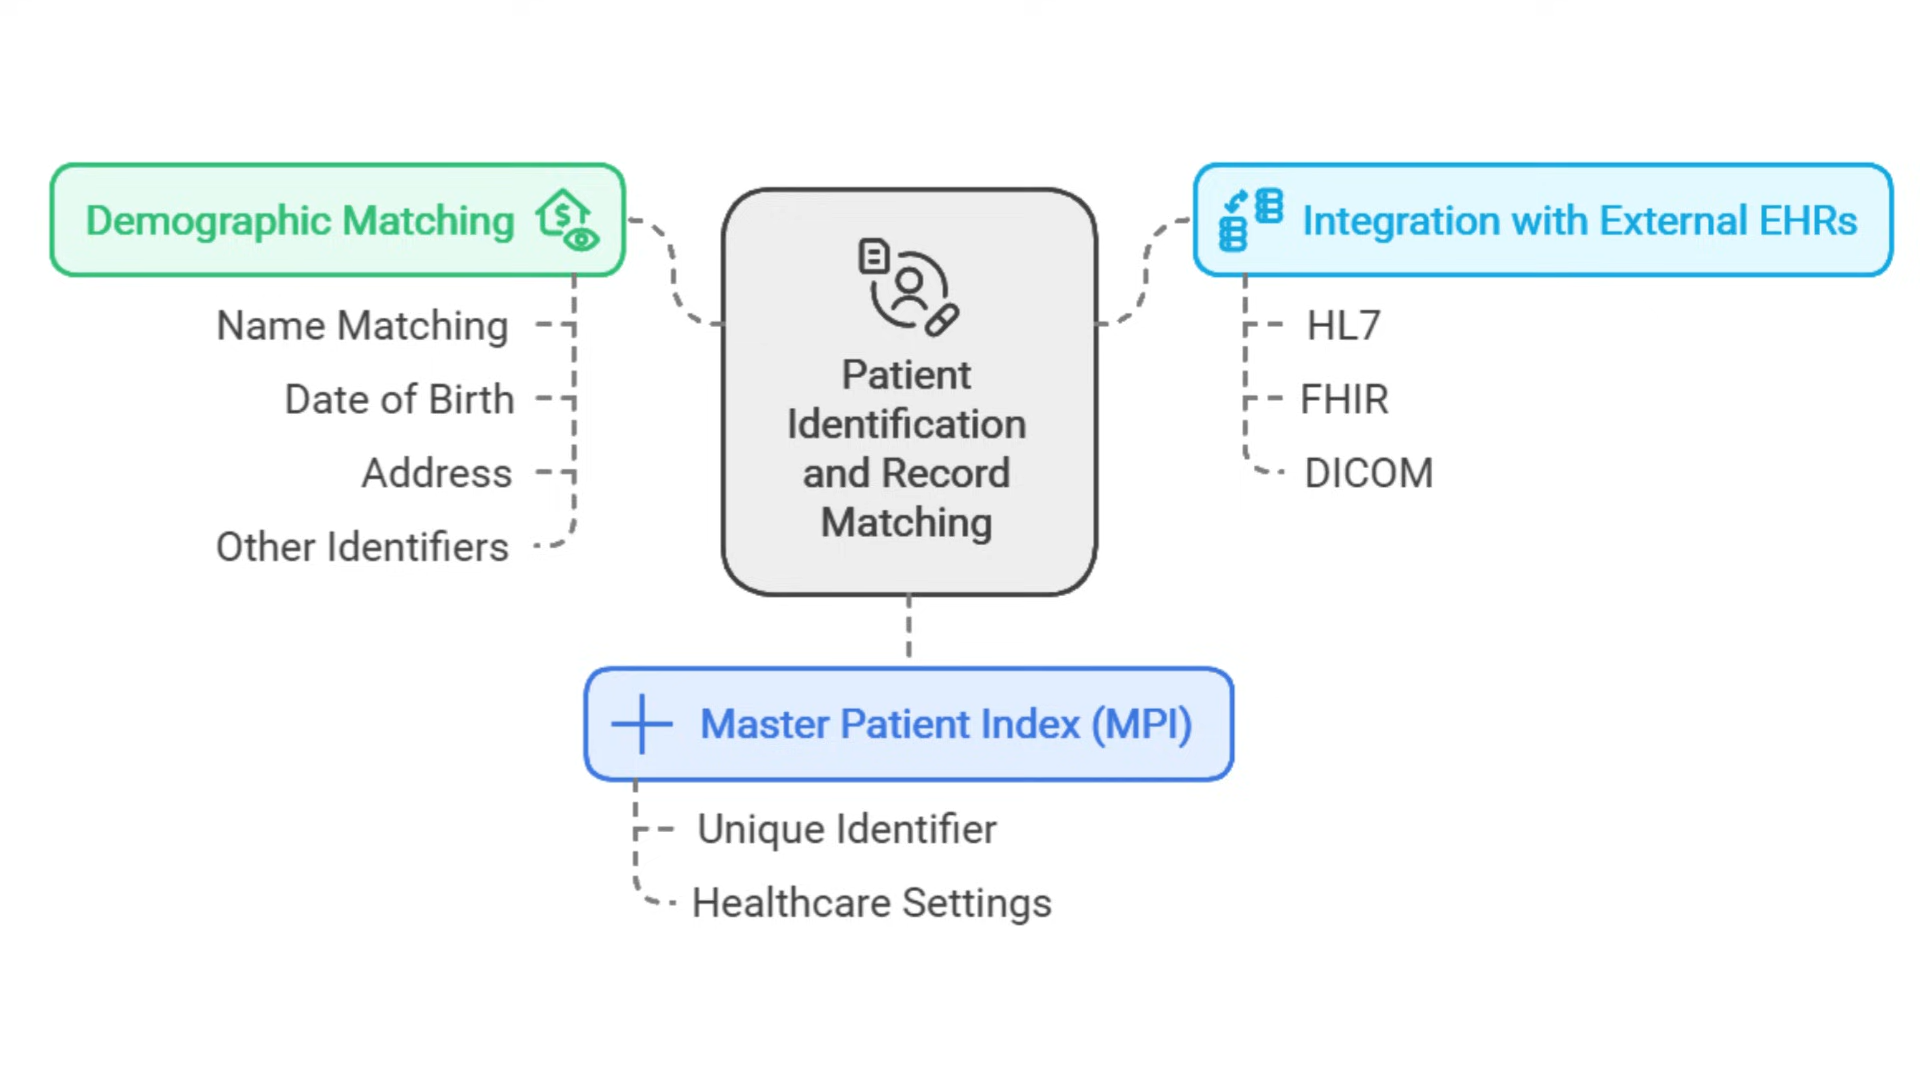 Demographic Matching
Name Matching
Date of Birth
Address
Other Identifiers
Patient
Identification
and Record
Matching
Integration with External EHRs
HL7
FHIR
DICOM
Master Patient Index (MPI)
Unique Identifier
Healthcare Settings